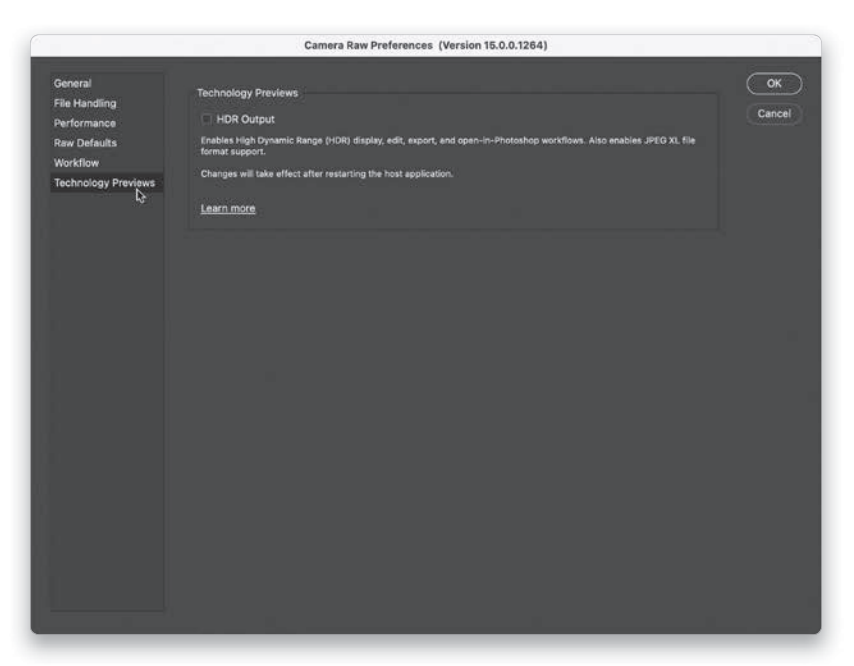 Camera Raw Preferences (Version 15.0.0.1264)
General
File Handling
Performance
Raw Defaults
Workflow
Technology Previews
Technology Previews
HDR Output
Enables High Dynamic Range (HDR) display, edit, export, and open-in-Photoshop workflows. Also enables JPEG XL file
format support.
Changes will take effect after restarting the host application.
Learn more
OK
Cancel